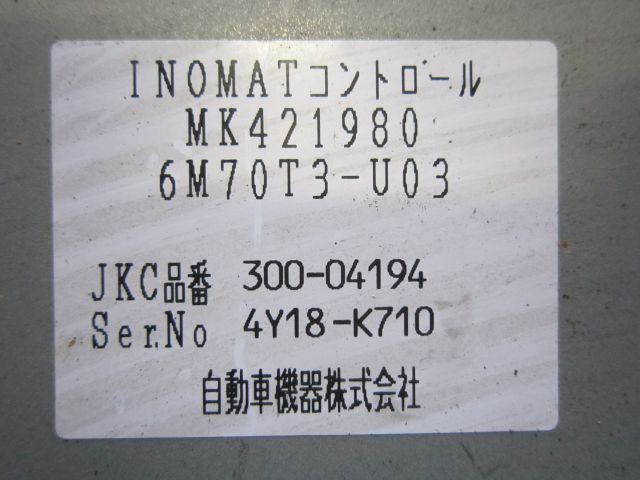 INOMATコントロール
MK421980
6M70T3-U03
JKC品番 300-04194
Ser.No 4Y18-K710
自動車機器株式会社